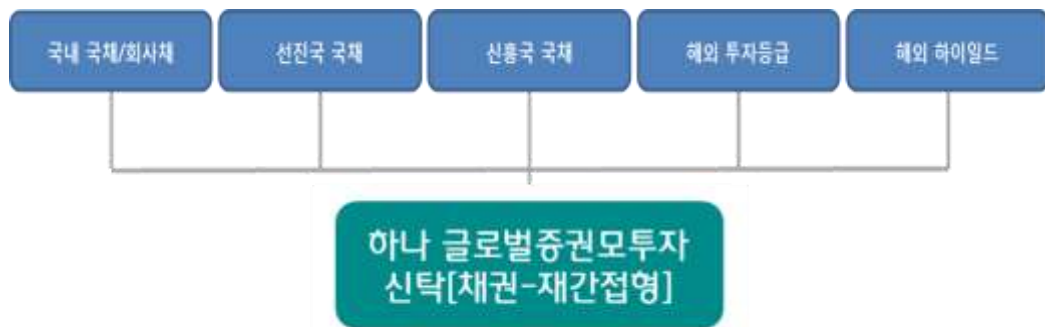 국내 국채/회사채
선진국 국채
신흥국 국채
해외 투자등급
해외 하이일드
하나 글로벌증권모투자
신탁[채권-재간접형]